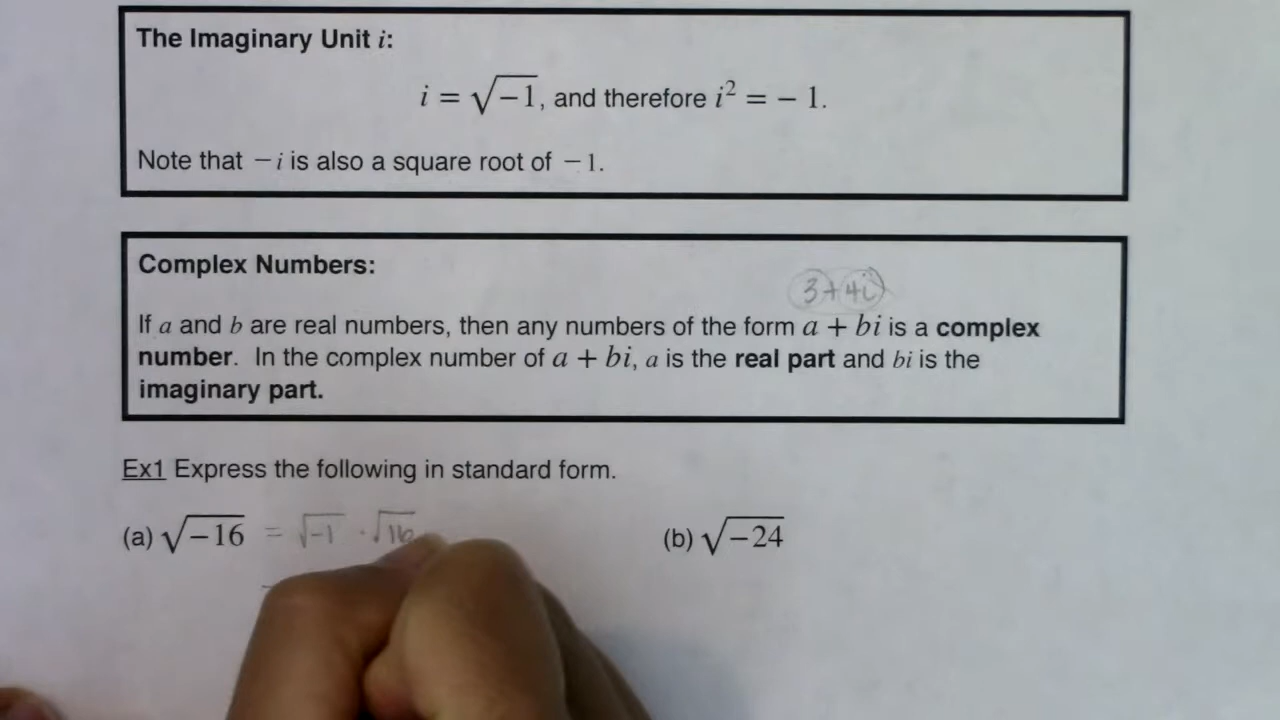 The Imaginary Unit i:
i = √−1, and therefore i² = − 1.
Note that −i is also a square root of −1.
Complex Numbers:
3+4i
If a and b are real numbers, then any numbers of the form a + bi is a complex
number. In the complex number of a + bi, a is the real part and bi is the
imaginary part.
Ex1 Express the following in standard form.
(a) √−16 = √-1 · √16
(b) √−24